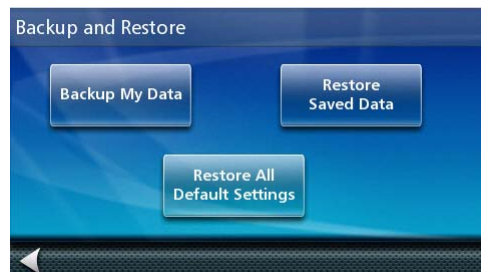 Backup and Restore
Backup My Data
Restore
Saved Data
Restore All
Default Settings